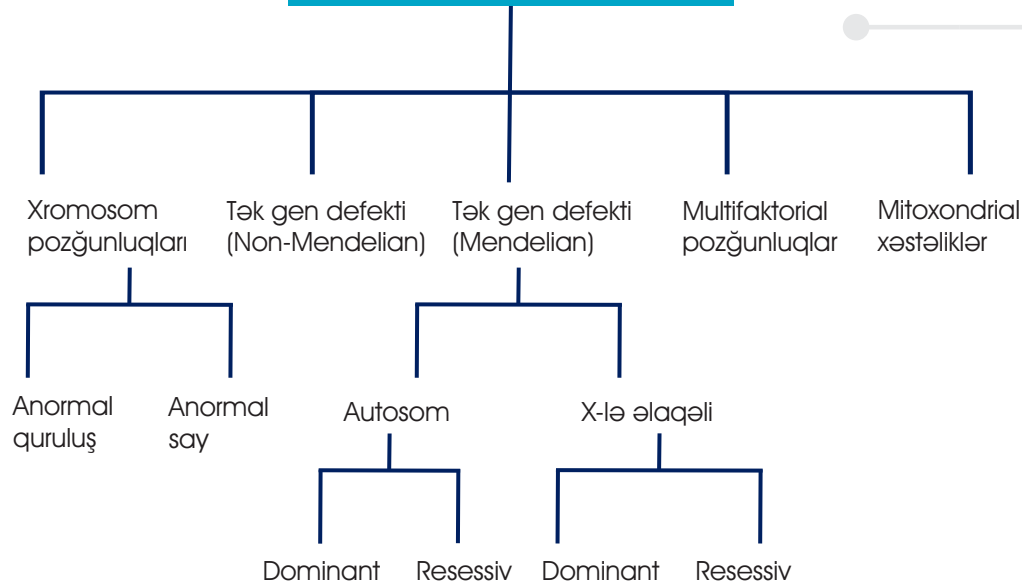 Xromosom
pozğunluqları
Tək gen defekti
(Non-Mendelian)
Tək gen defekti
(Mendelian)
Multifaktorial
pozğunluqlar
Mitoxondrial
xəstəliklər
Anormal
quruluş
Anormal
say
Autosom
X-lə əlaqəli
Dominant
Resessiv
Dominant
Resessiv